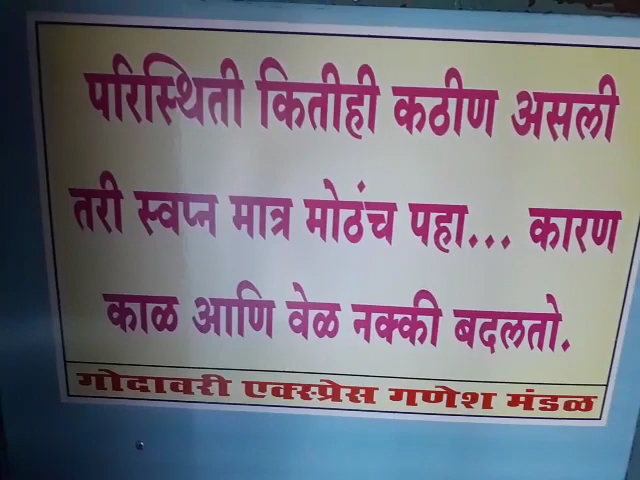 परिस्थिती कितीही कठीण असली
तरी स्वप्न मात्र मोठंच पहा... कारण
काळ आणि वेळ नक्की बदलतो.
गोदावरी एक्स्प्रेस गणेश मंडळ